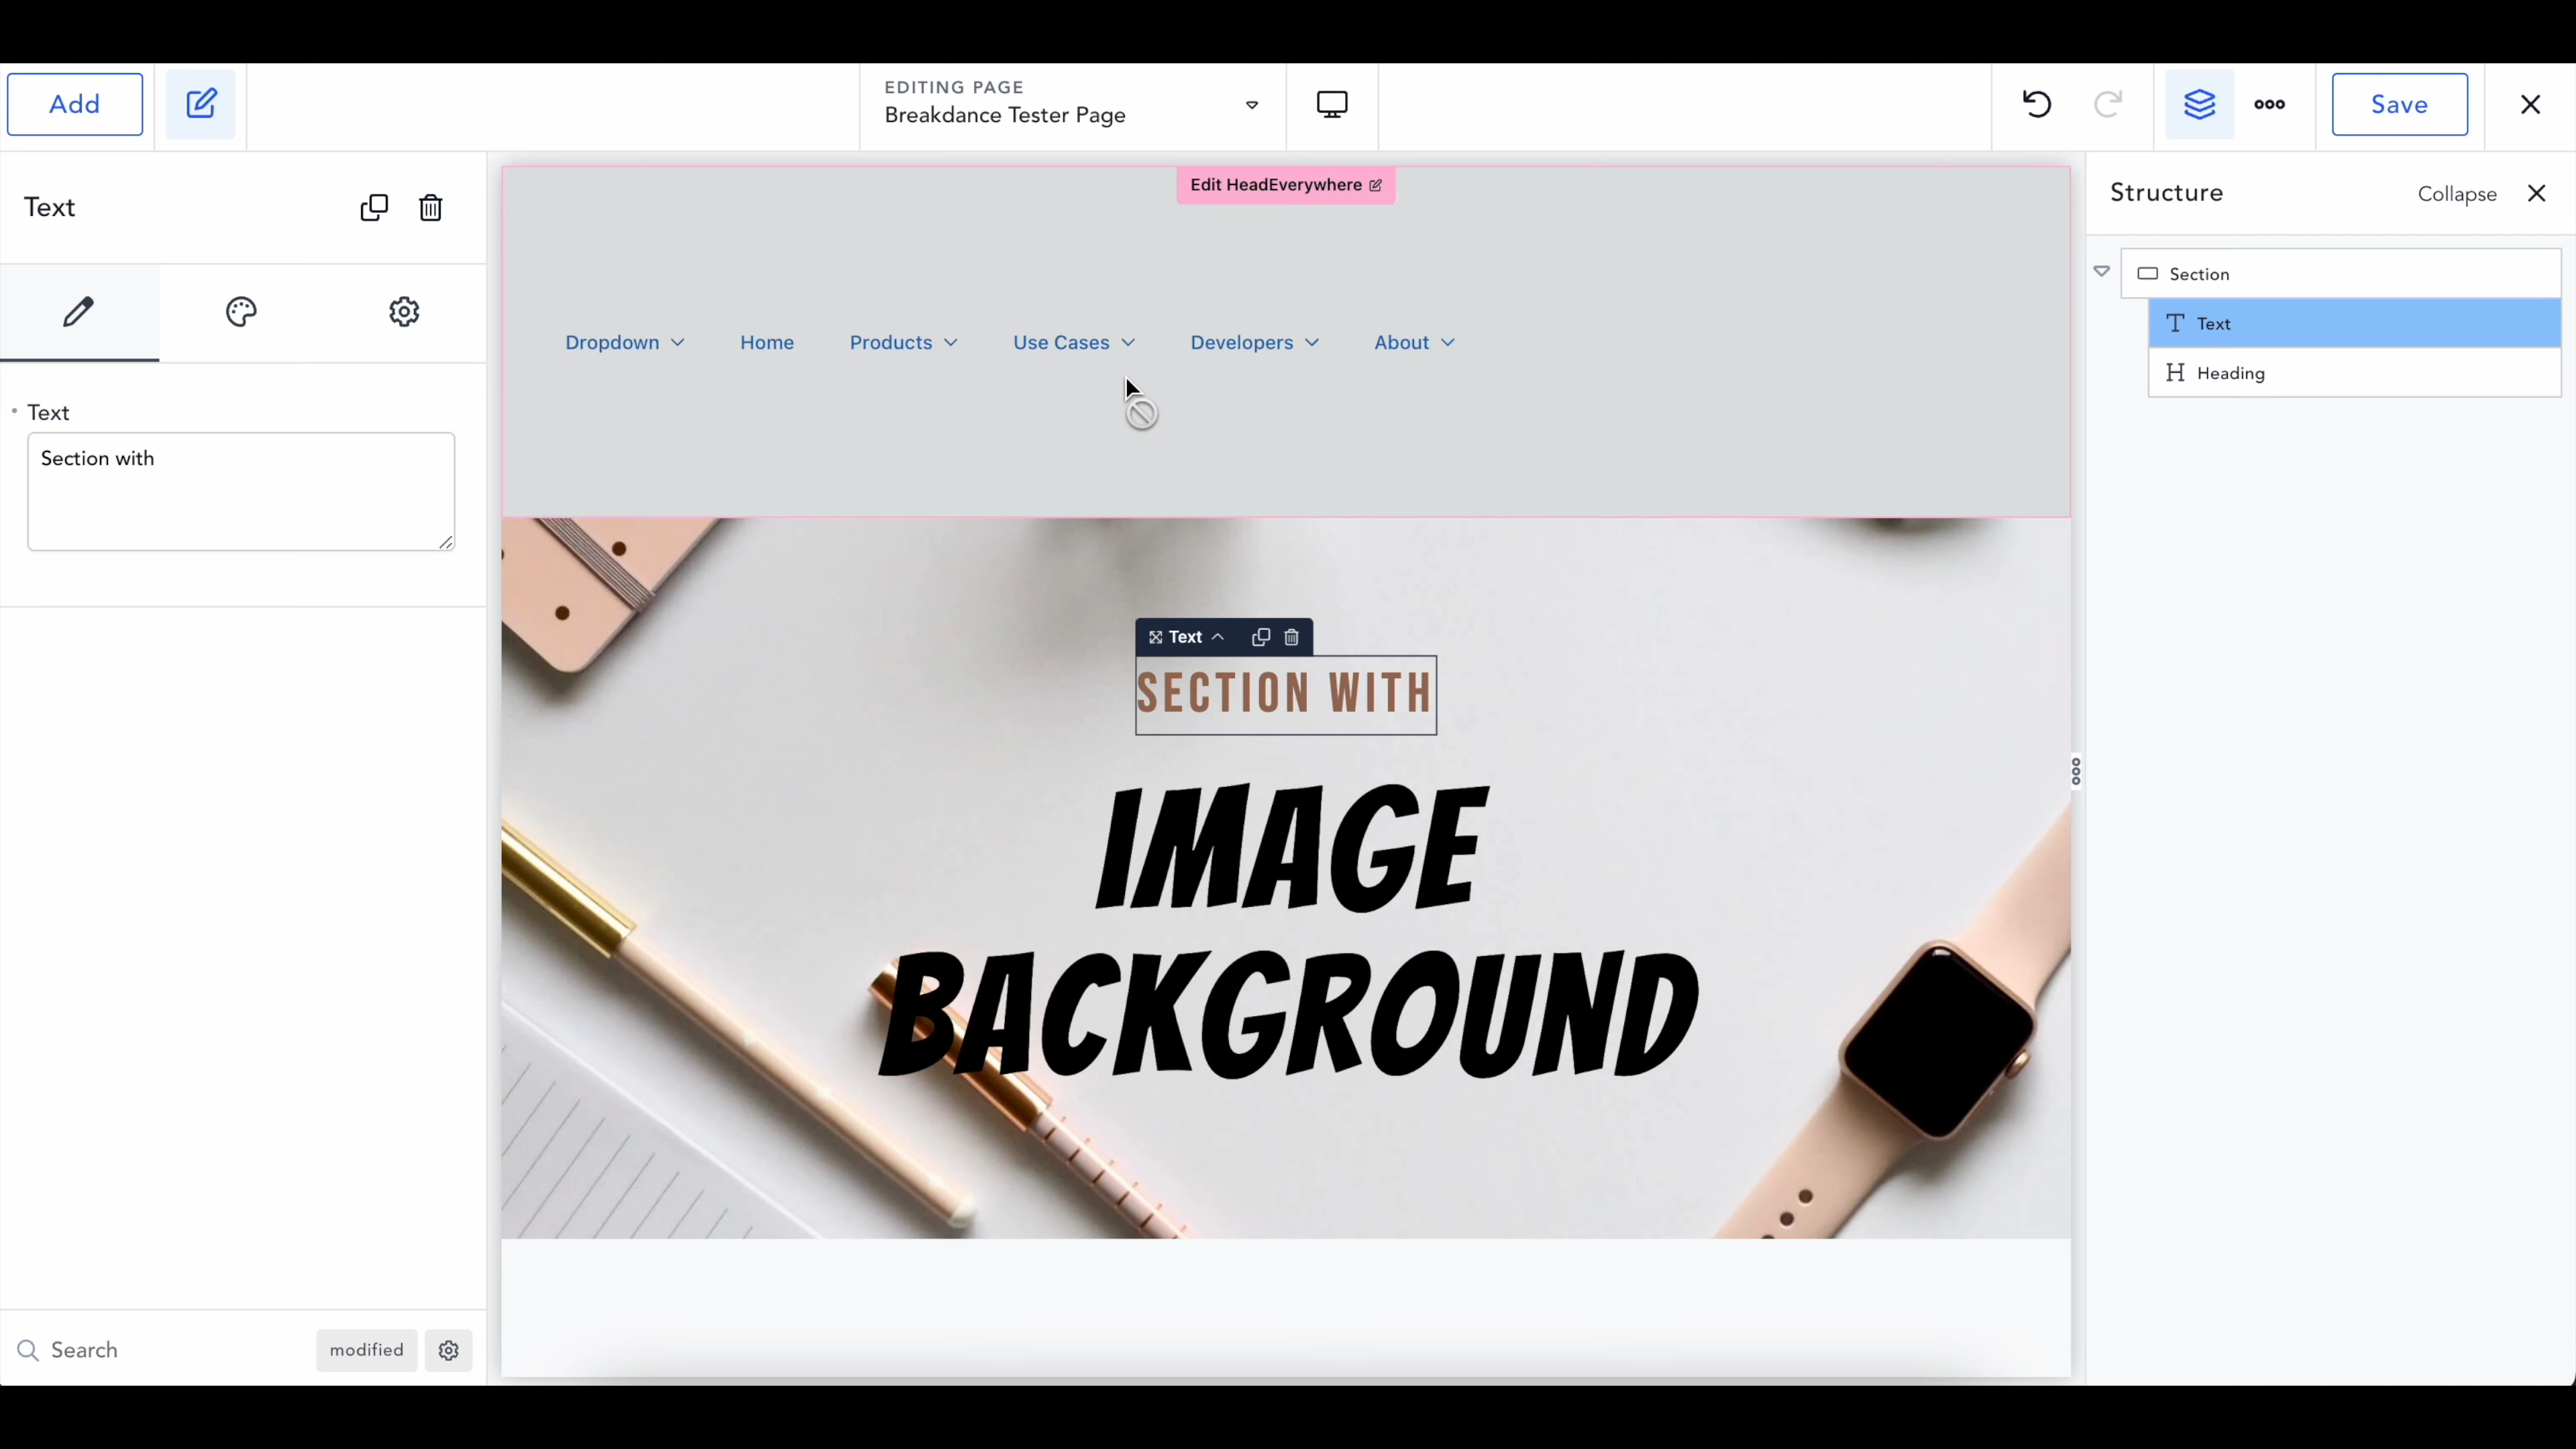 Add
EDITING PAGE
Breakdance Tester Page
Save
Text
Text
Section with
Search
modified
Edit HeadEverywhere
Dropdown Home Products Use Cases Developers About
Text
SECTION WITH
IMAGE
BACKGROUND
Structure
Collapse
Section
Text
Heading